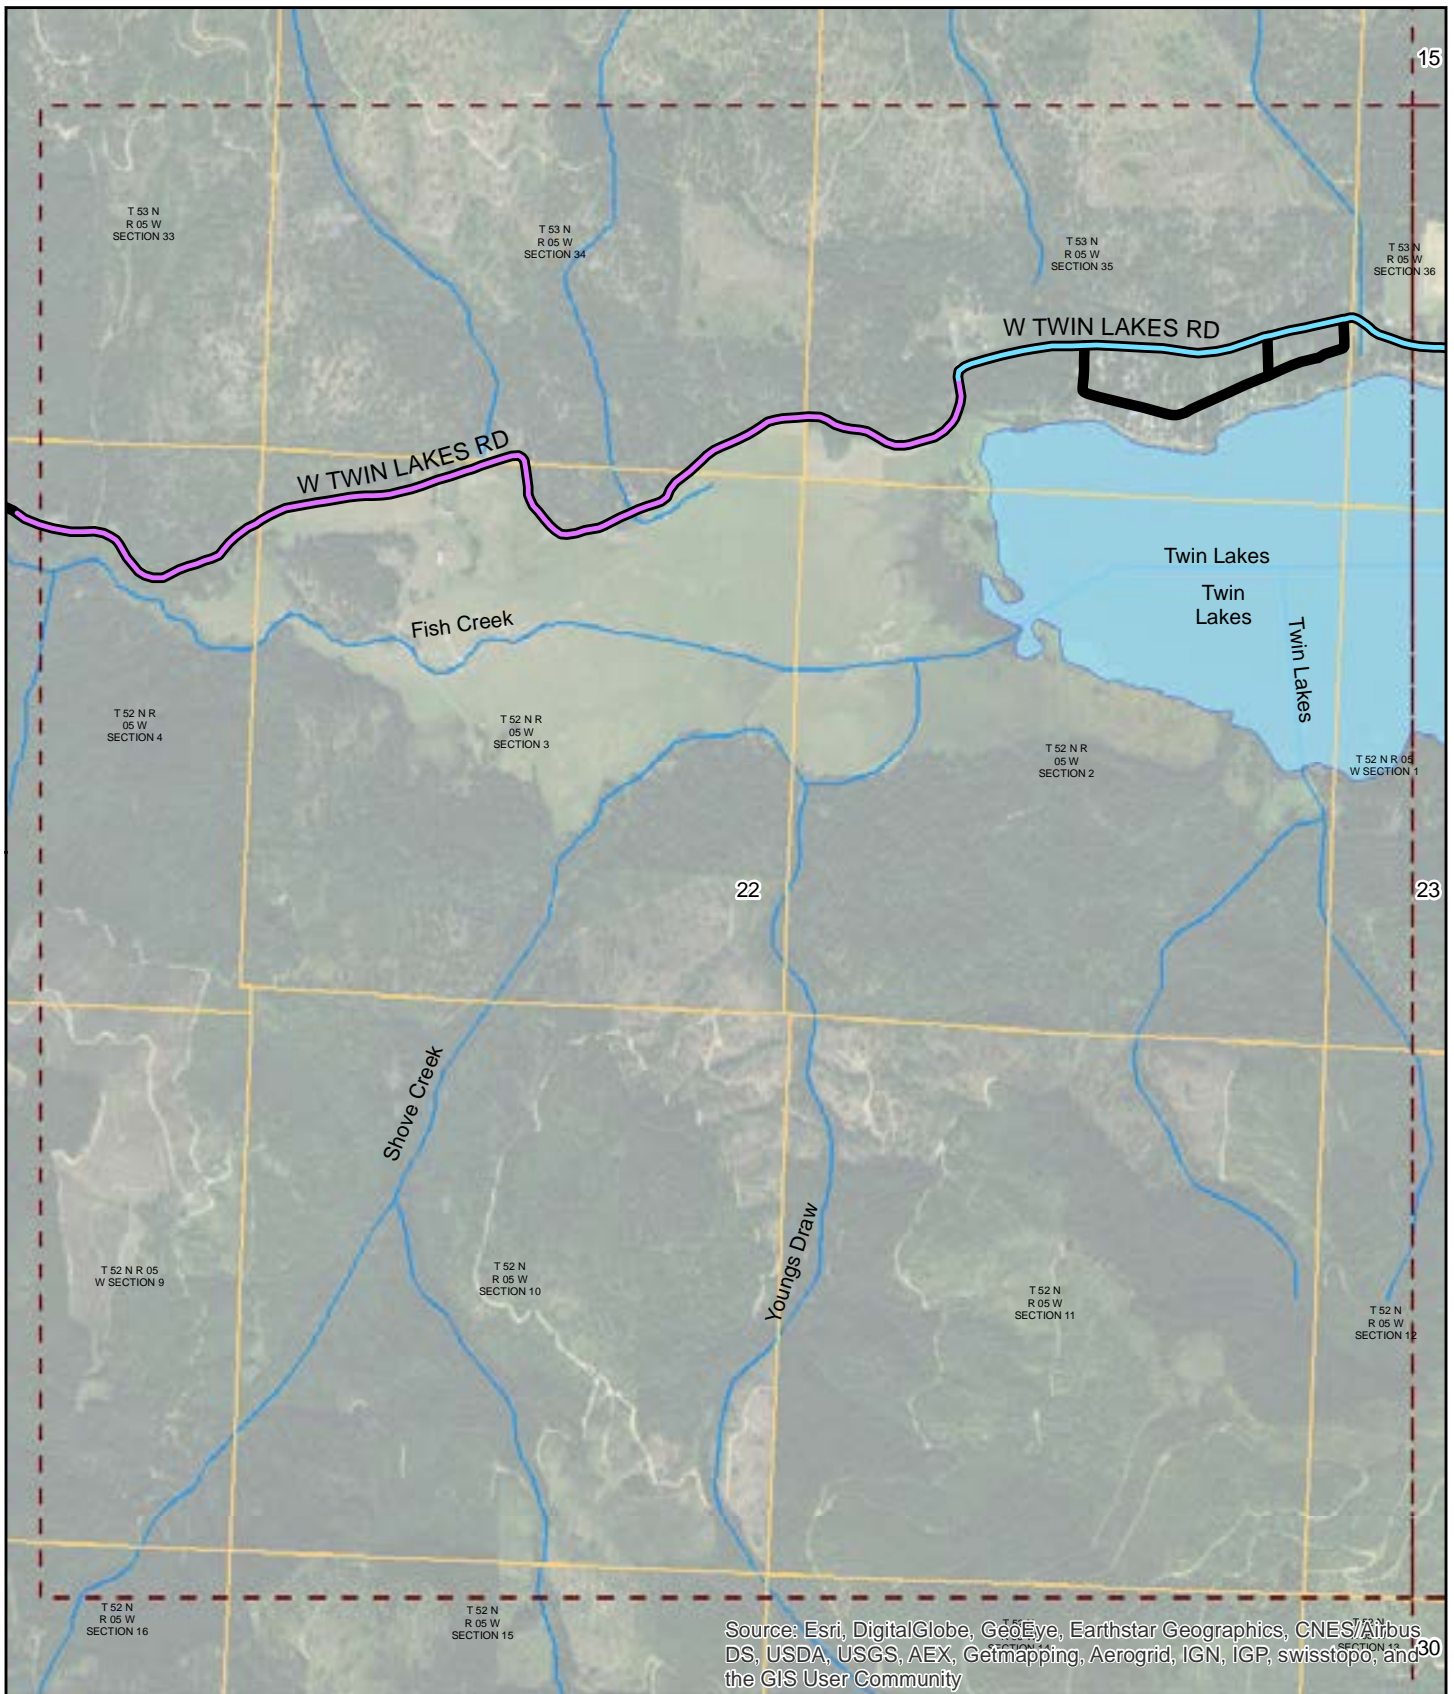 15
T 53 N
R 05 W
SECTION 33
T 53 N
R 05 W
SECTION 34
T 53 N
R 05 W
SECTION 35
T 53 N
R 05 W
SECTION 36
W TWIN LAKES RD
W TWIN LAKES RD
Twin Lakes
Twin
Lakes
Fish Creek
Twin Lakes
T 52 N R
05 W
SECTION 4
T 52 N R
05 W
SECTION 3
T 52 N R
05 W
SECTION 2
T 52 N R 05
W SECTION 1
22
23
Shove Creek
Youngs Draw
T 52 N R 05
W SECTION 9
T 52 N
R 05 W
SECTION 10
T 52 N
R 05 W
SECTION 11
T 52 N
R 05 W
SECTION 12
T 52 N
R 05 W
SECTION 16
T 52 N
R 05 W
SECTION 15
SECTION 13
30
Source: Esri, DigitalGlobe, GeoEye, Earthstar Geographics, CNES/Airbus
DS, USDA, USGS, AEX, Getmapping, Aerogrid, IGN, IGP, swisstopo, and
the GIS User Community